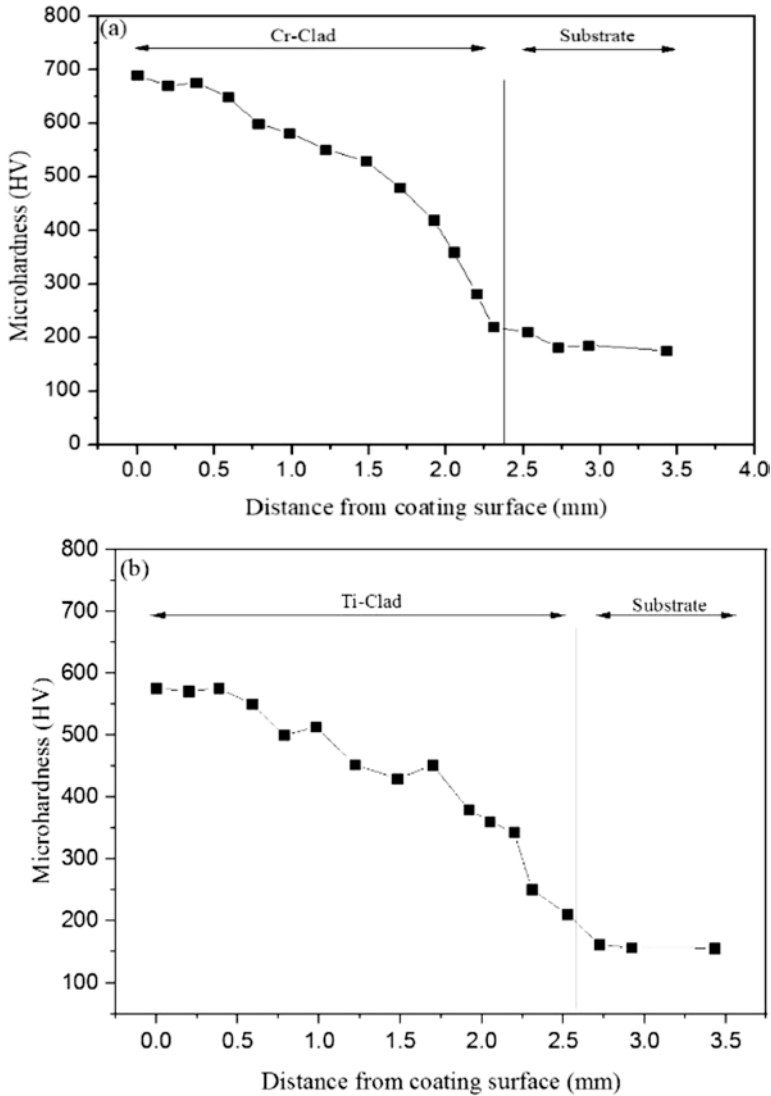 (a)
Cr-Clad
Substrate
800
700
600
500
400
300
200
100
0
Microhardness (HV)
0.0 0.5 1.0 1.5 2.0 2.5 3.0 3.5 4.0
Distance from coating surface (mm)
(b)
Ti-Clad
Substrate
800
700
600
500
400
300
200
100
Microhardness (HV)
0.0 0.5 1.0 1.5 2.0 2.5 3.0 3.5
Distance from coating surface (mm)